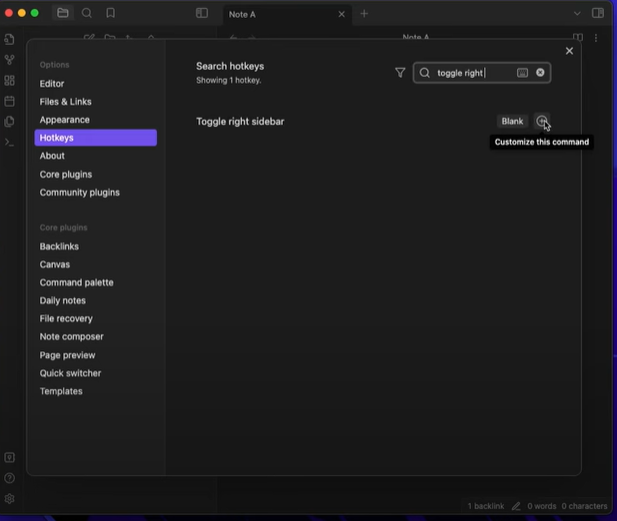 Note A
Note A
Options
Editor
Files & Links
Appearance
Hotkeys
About
Core plugins
Community plugins
Core plugins
Backlinks
Canvas
Command palette
Daily notes
File recovery
Note composer
Page preview
Quick switcher
Templates
Search hotkeys
Showing 1 hotkey.
toggle right
Toggle right sidebar
Blank
Customize this command
1 backlink
0 words
0 characters